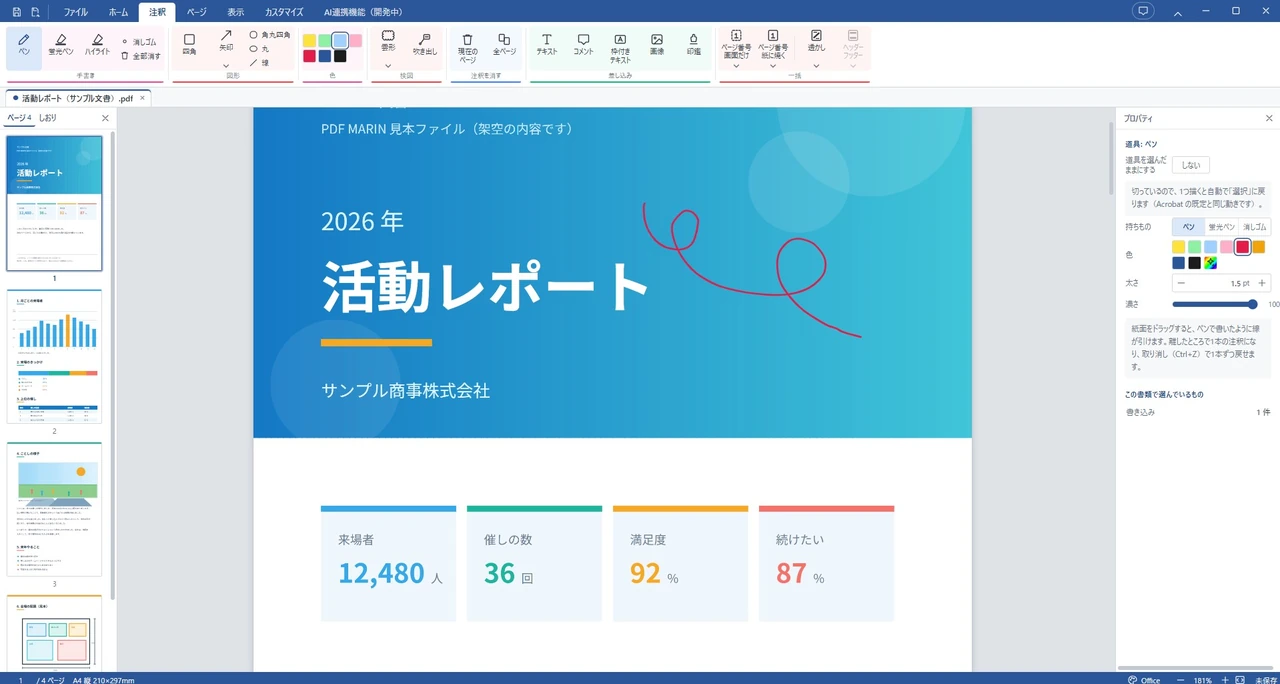 ファイル ホーム 注釈 ページ 表示 カスタマイズ AI連携機能（開発中）
ペン 蛍光ペン ハイライト 消しゴム 全部消す
手書き
四角 矢印 角丸四角 丸 線
図形
色
雲形 吹き出し
検図
現在の ページ 全ページ
注釈を消す
テキスト コメント 枠付き テキスト 画像 印鑑
差し込み
ページ番号 画面だけ ページ番号 紙に焼く 透かし ヘッダー フッター
一括
活動レポート（サンプル文書）.pdf
ページ 4 しおり
1
2
3
PDF MARIN 見本ファイル（架空の内容です）
2026 年
活動レポート
サンプル商事株式会社
来場者
12,480 人
催しの数
36 回
満足度
92 %
続けたい
87 %
プロパティ
道具: ペン
道具を選んだ
ままにする
しない
切っているので、1つ描くと自動で「選択」に戻
ります（Acrobat の既定と同じ動きです）。
持ちもの ペン 蛍光ペン 消しゴム
色
太さ 1.5 pt
濃さ 100
紙面をドラッグすると、ペンで書いたように線
が引けます。離したところで1本の注釈にな
り、取り消し（Ctrl+Z）で1本ずつ戻せま
す。
この書類で選んでいるもの
書き込み 1 件
1 / 4 ページ A4 縦 210×297mm
Office 181% 未保存